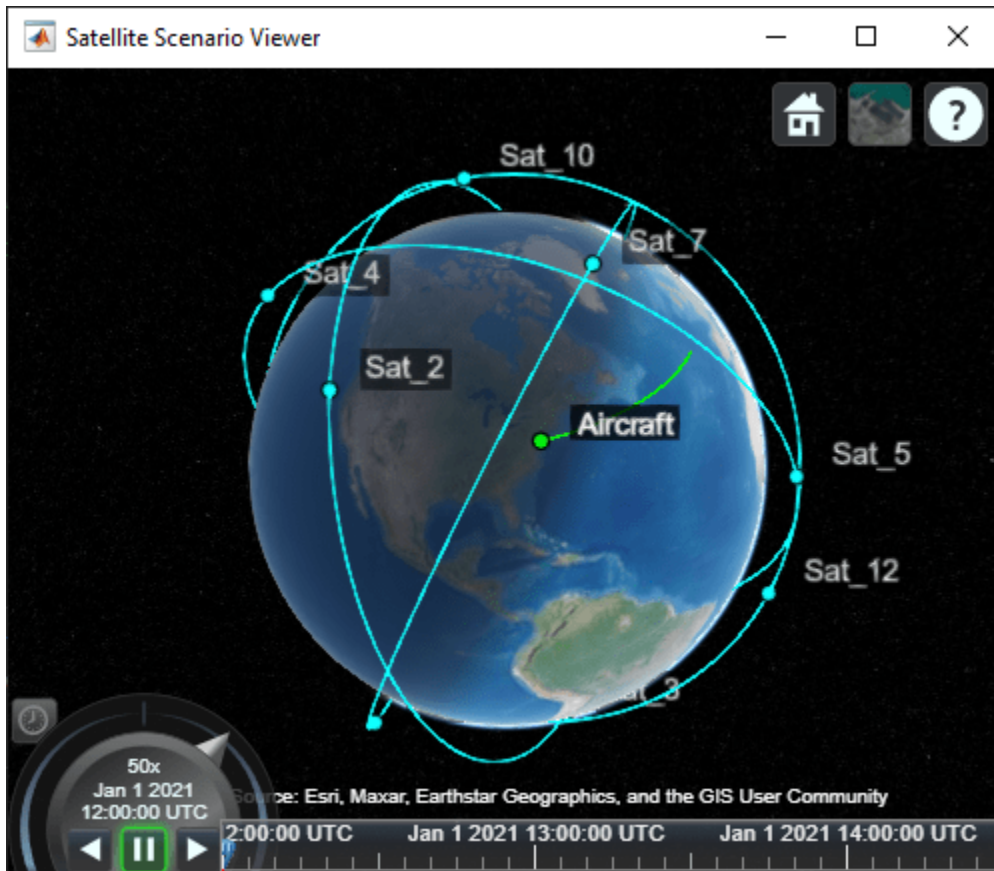 Satellite Scenario Viewer
?
Sat_10
Sat_7
Sat_4
Sat_2
Aircraft
Sat_5
Sat_12
50x
Jan 1 2021
12:00:00 UTC
: Esri, Maxar, Earthstar Geographics, and the GIS User Community
2:00:00 UTC Jan 1 2021 13:00:00 UTC Jan 1 2021 14:00:00 UTC